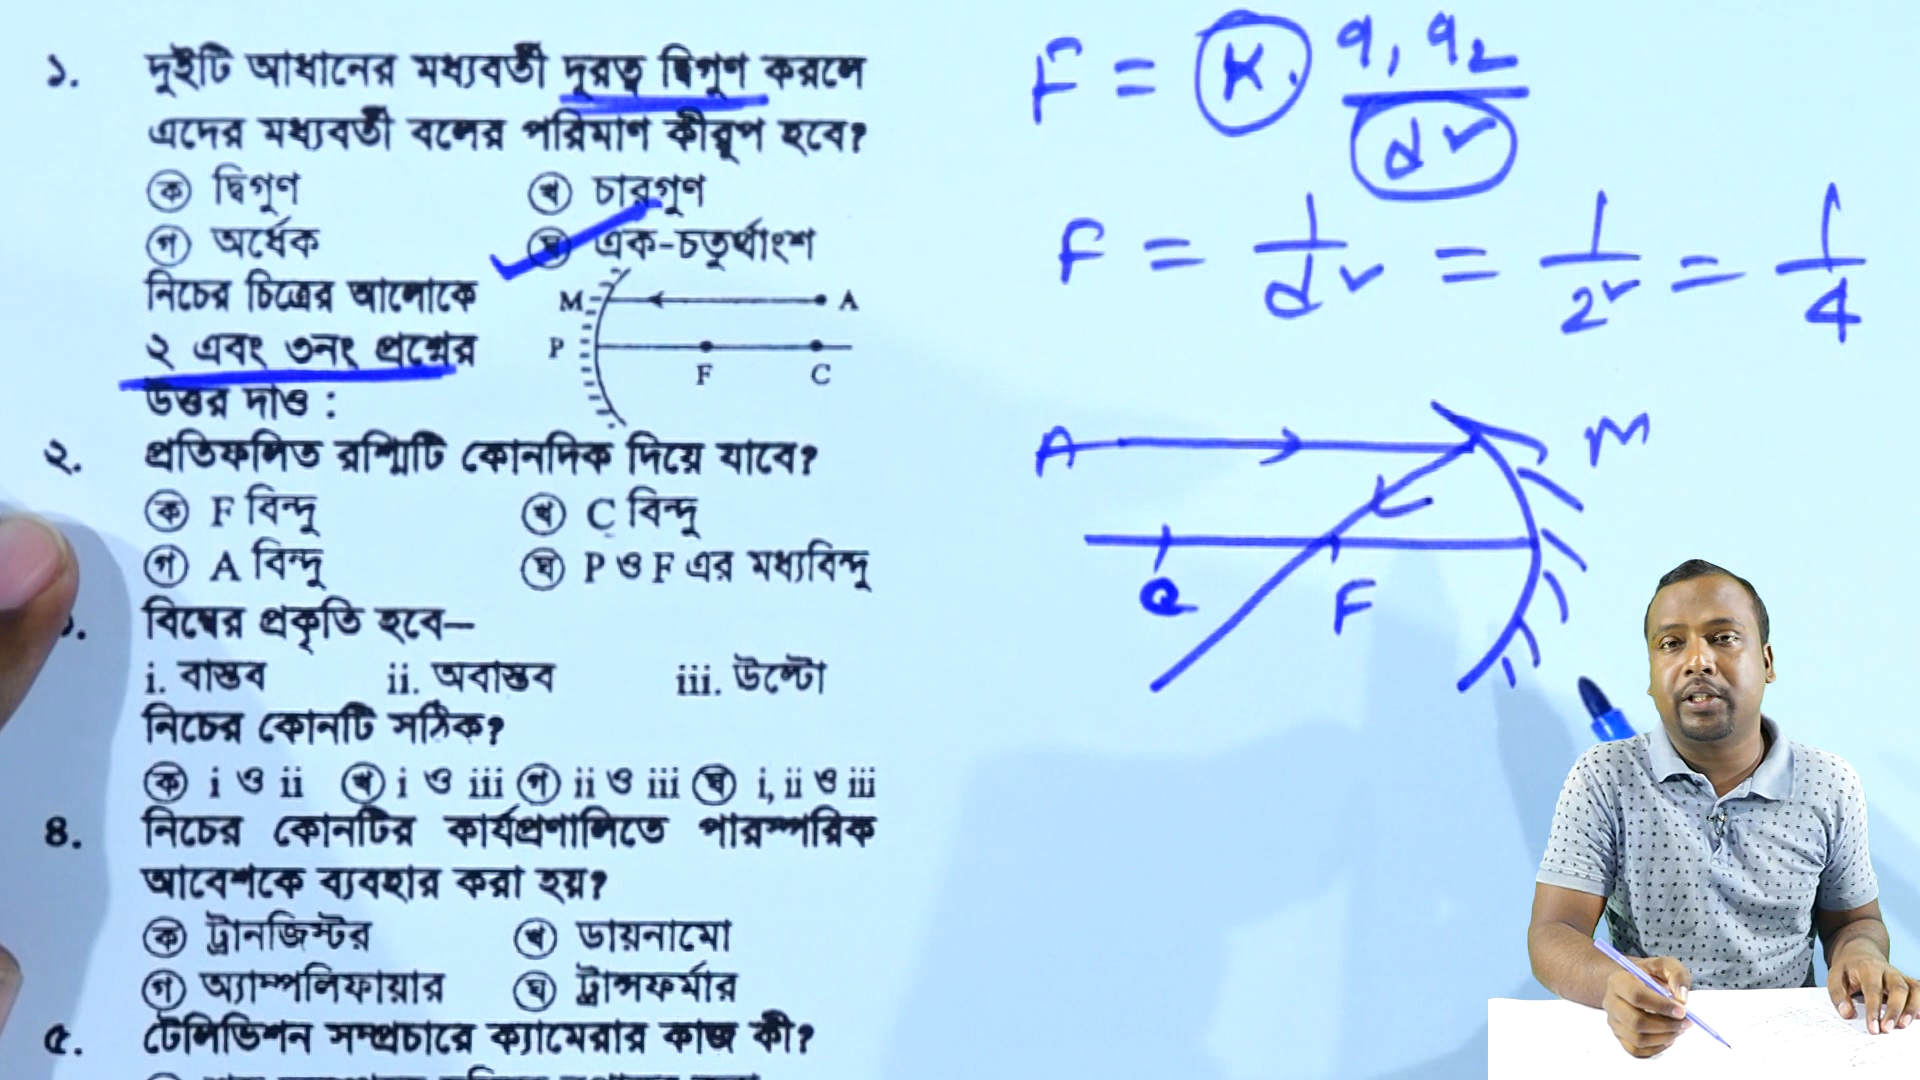 ১. দুইটি আধানের মধ্যবর্তী দূরত্ব দ্বিগুণ করলে
এদের মধ্যবর্তী বলের পরিমাণ কীরূপ হবে?
ক দ্বিগুণ খ চারগুণ
গ অর্ধেক ঘ এক-চতুর্থাংশ
নিচের চিত্রের আলোকে
২ এবং ৩নং প্রশ্নের
উত্তর দাও :
M A
P F C
২. প্রতিফলিত রশ্মিটি কোনদিক দিয়ে যাবে?
ক F বিন্দু খ C বিন্দু
গ A বিন্দু ঘ P ও F এর মধ্যবিন্দু
বিম্বের প্রকৃতি হবে–
i. বাস্তব ii. অবাস্তব iii. উল্টো
নিচের কোনটি সঠিক?
ক i ও ii খ i ও iii গ ii ও iii ঘ i, ii ও iii
৪. নিচের কোনটির কার্যপ্রণালিতে পারস্পরিক
আবেশকে ব্যবহার করা হয়?
ক ট্রানজিস্টর খ ডায়নামো
গ অ্যাম্পলিফায়ার ঘ ট্রান্সফর্মার
৫. টেলিভিশন সম্প্রচারে ক্যামেরার কাজ কী?
F = K. q₁ q₂ / d²
F = 1/d² = 1/2² = 1/4
A M
C F